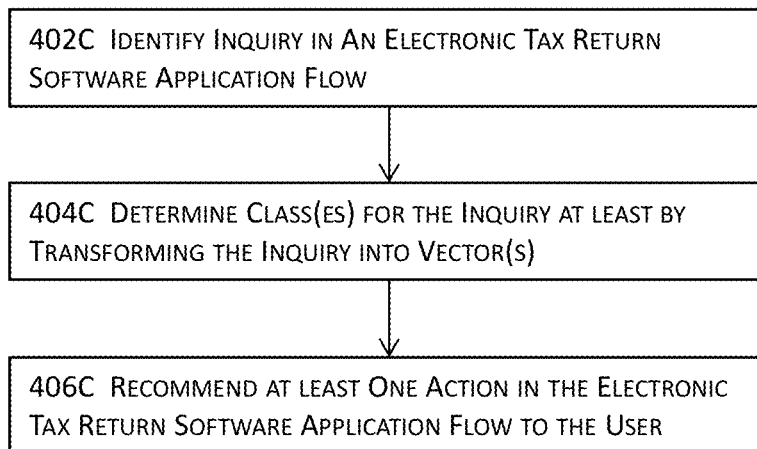 402C IDENTIFY INQUIRY IN AN ELECTRONIC TAX RETURN
SOFTWARE APPLICATION FLOW
404C DETERMINE CLASS(ES) FOR THE INQUIRY AT LEAST BY
TRANSFORMING THE INQUIRY INTO VECTOR(S)
406C RECOMMEND AT LEAST ONE ACTION IN THE ELECTRONIC
TAX RETURN SOFTWARE APPLICATION FLOW TO THE USER